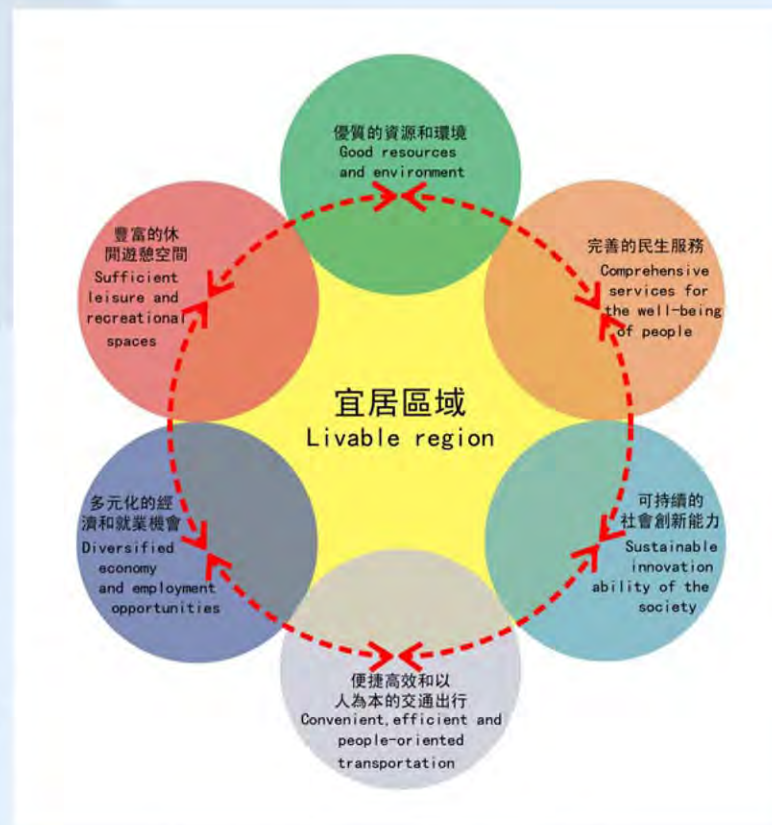 優質的資源和環境
Good resources
and environment
豐富的休
閒遊憩空間
Sufficient
leisure and
recreational
spaces
完善的民生服務
Comprehensive
services for
the well-being
of people
宜居區域
Livable region
多元化的經
濟和就業機會
Diversified
economy
and employment
opportunities
可持續的
社會創新能力
Sustainable
innovation
ability of the
society
便捷高效和以
人為本的交通出行
Convenient,efficient and
people-oriented
transportation